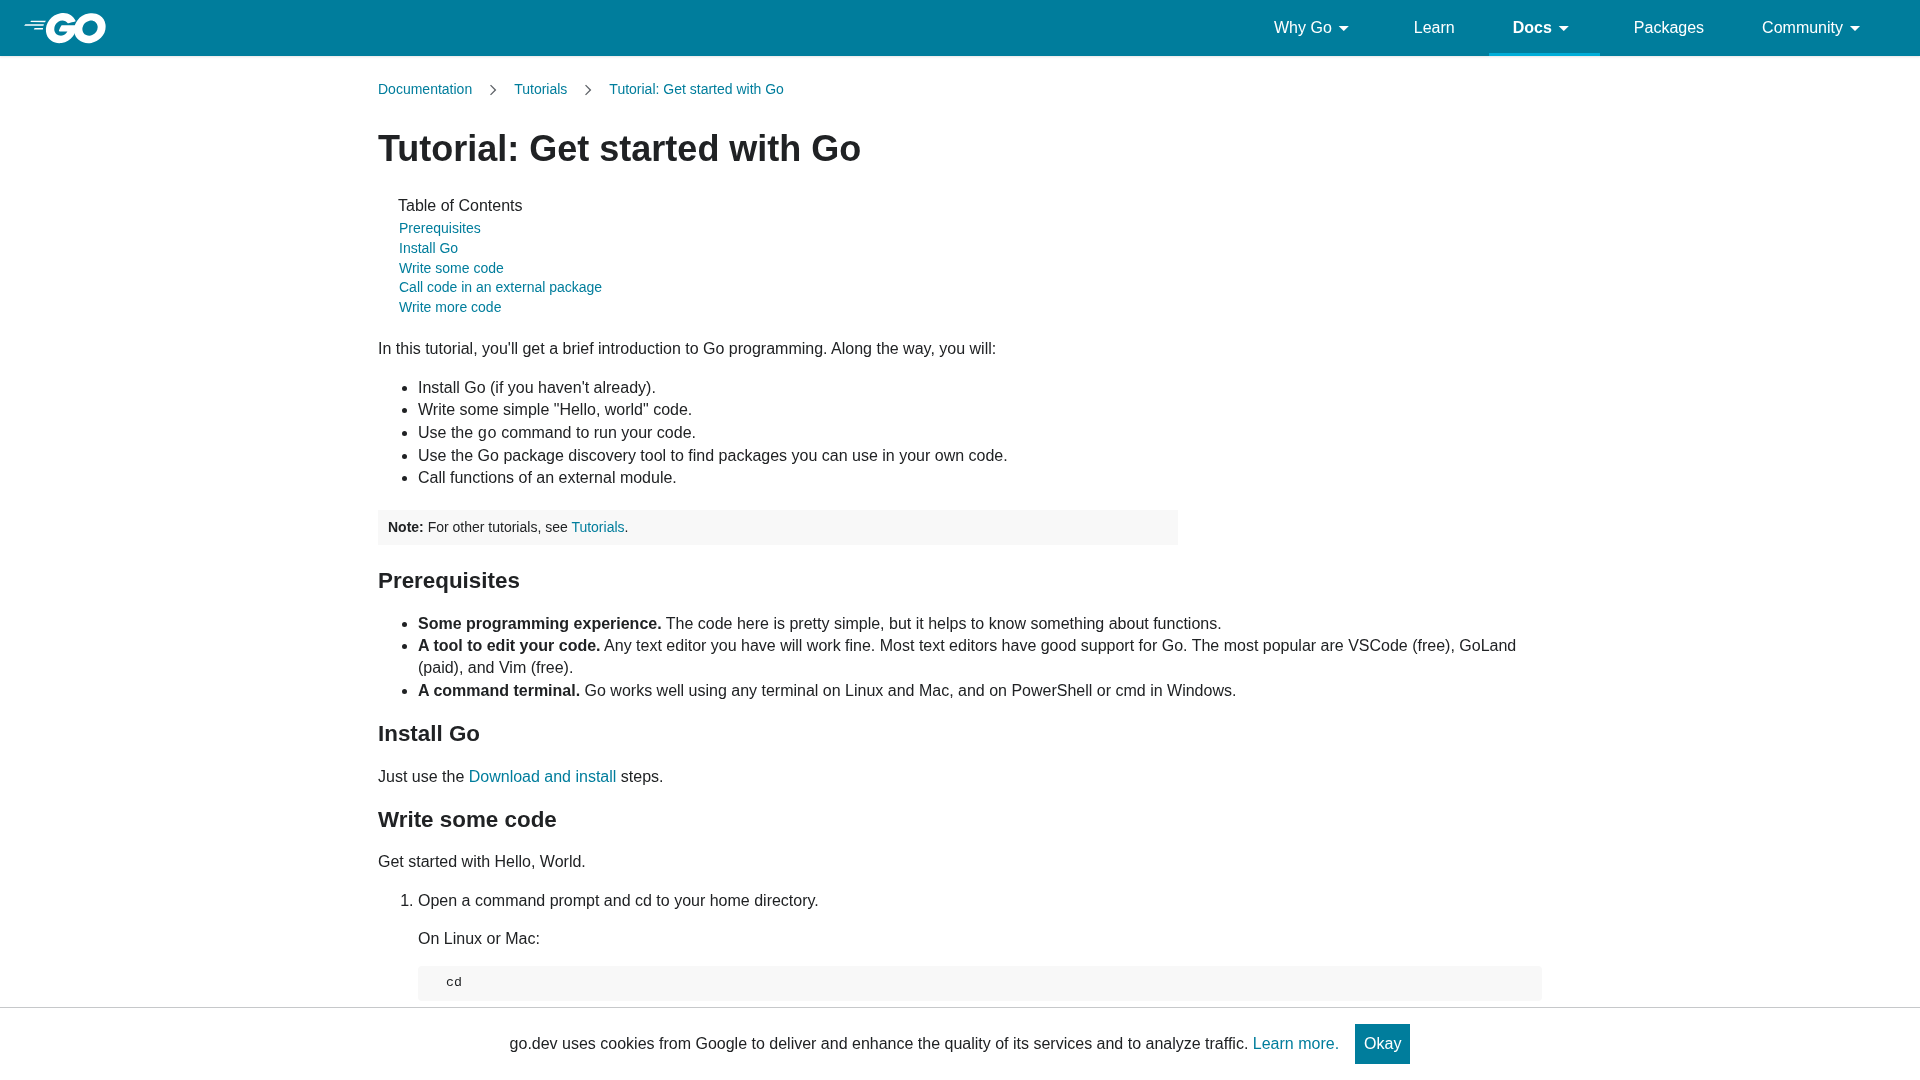 GO
Why Go
Learn
Docs
Packages
Community
Documentation
Tutorials
Tutorial: Get started with Go
Tutorial: Get started with Go
Table of Contents
Prerequisites
Install Go
Write some code
Call code in an external package
Write more code
In this tutorial, you'll get a brief introduction to Go programming. Along the way, you will:
Install Go (if you haven't already).
Write some simple "Hello, world" code.
Use the go command to run your code.
Use the Go package discovery tool to find packages you can use in your own code.
Call functions of an external module.
Note: For other tutorials, see Tutorials.
Prerequisites
Some programming experience. The code here is pretty simple, but it helps to know something about functions.
A tool to edit your code. Any text editor you have will work fine. Most text editors have good support for Go. The most popular are VSCode (free), GoLand
(paid), and Vim (free).
A command terminal. Go works well using any terminal on Linux and Mac, and on PowerShell or cmd in Windows.
Install Go
Just use the Download and install steps.
Write some code
Get started with Hello, World.
1. Open a command prompt and cd to your home directory.
On Linux or Mac:
cd
go.dev uses cookies from Google to deliver and enhance the quality of its services and to analyze traffic. Learn more.
Okay